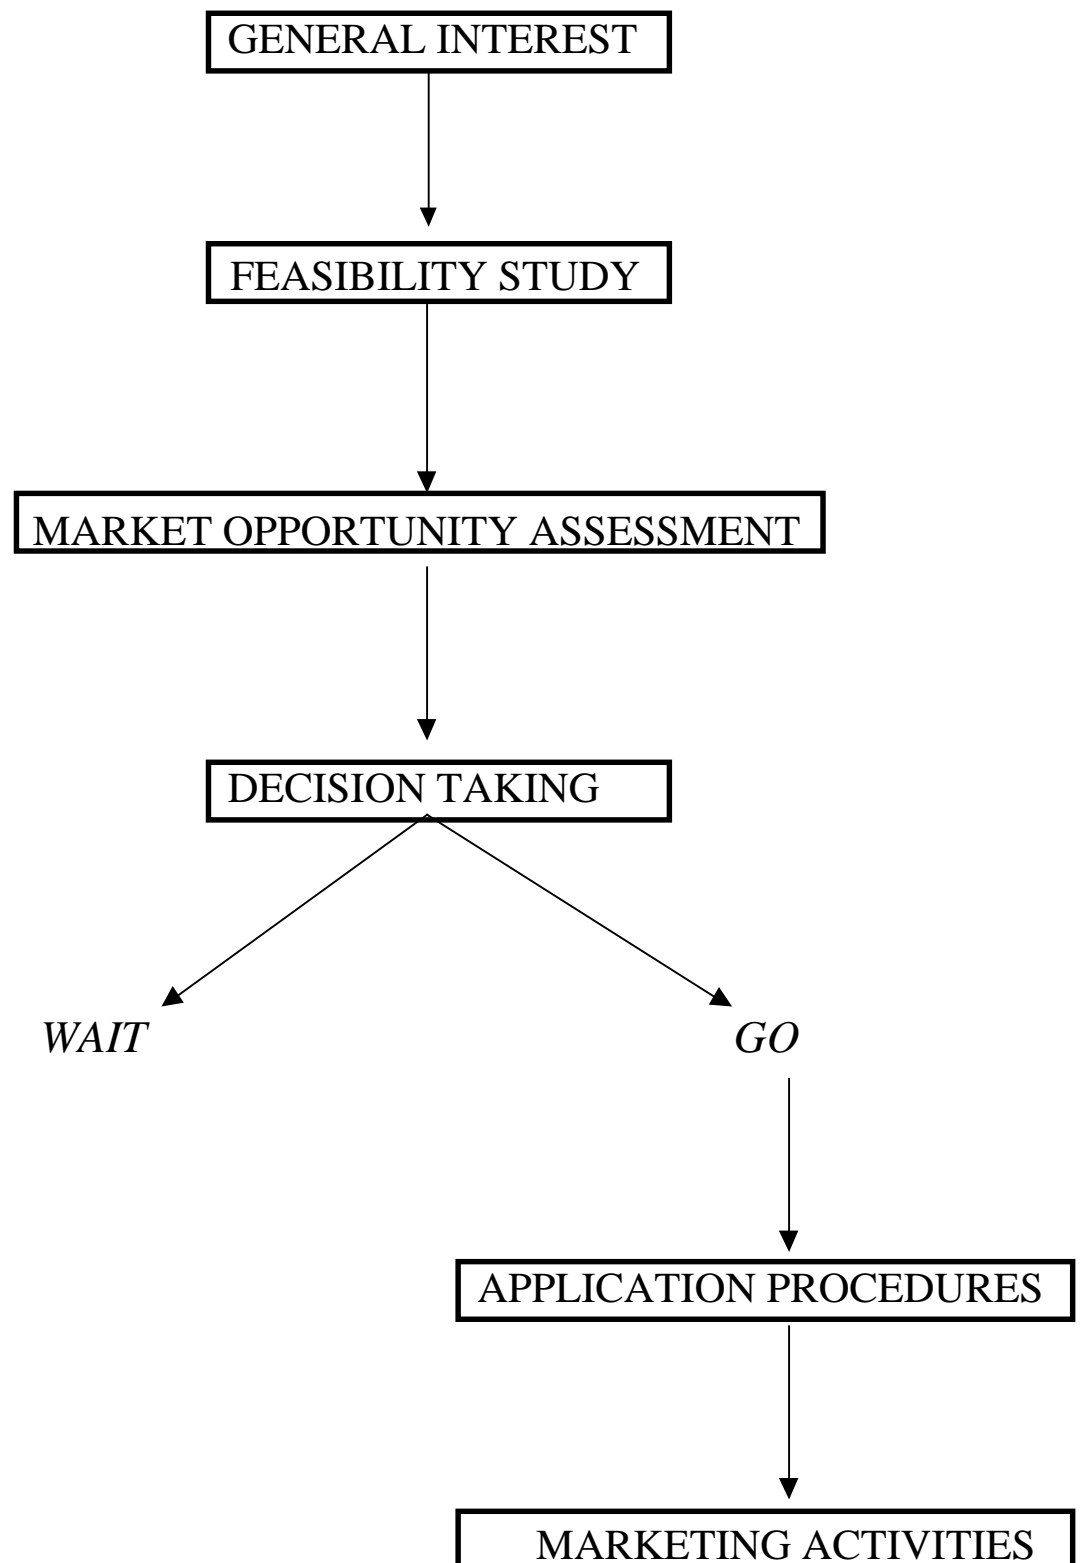 GENERAL INTEREST
FEASIBILITY STUDY
MARKET OPPORTUNITY ASSESSMENT
DECISION TAKING
WAIT
GO
APPLICATION PROCEDURES
MARKETING ACTIVITIES